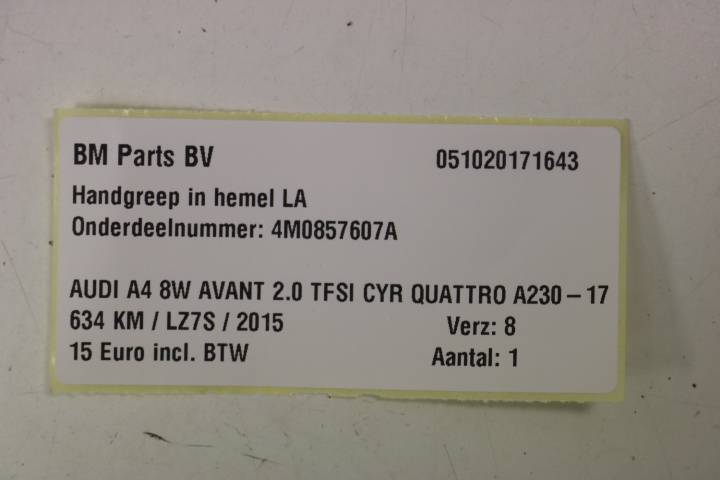 BM Parts BV 051020171643
Handgreep in hemel LA
Onderdeelnummer: 4M0857607A
AUDI A4 8W AVANT 2.0 TFSI CYR QUATTRO A230-17
634 KM / LZ7S / 2015 Verz: 8
15 Euro incl. BTW Aantal: 1